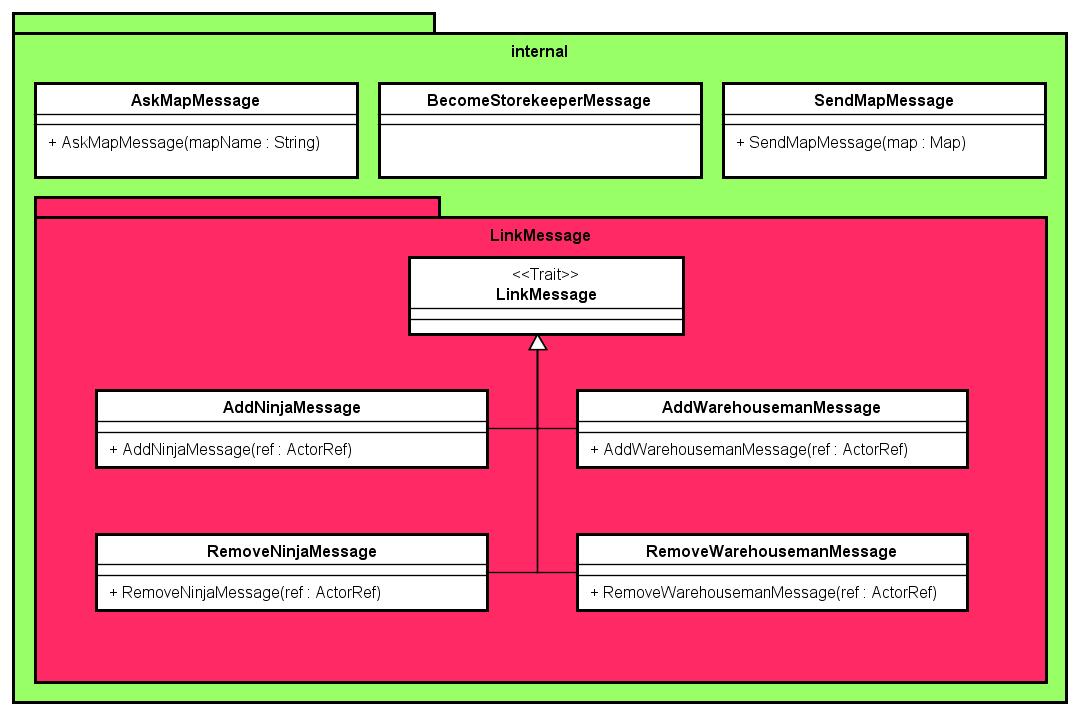 internal
AskMapMessage
+ AskMapMessage(mapName : String)
BecomeStorekeeperMessage
SendMapMessage
+ SendMapMessage(map : Map)
LinkMessage
<<Trait>>
LinkMessage
AddNinjaMessage
+ AddNinjaMessage(ref : ActorRef)
AddWarehousemanMessage
+ AddWarehousemanMessage(ref : ActorRef)
RemoveNinjaMessage
+ RemoveNinjaMessage(ref : ActorRef)
RemoveWarehousemanMessage
+ RemoveWarehousemanMessage(ref : ActorRef)